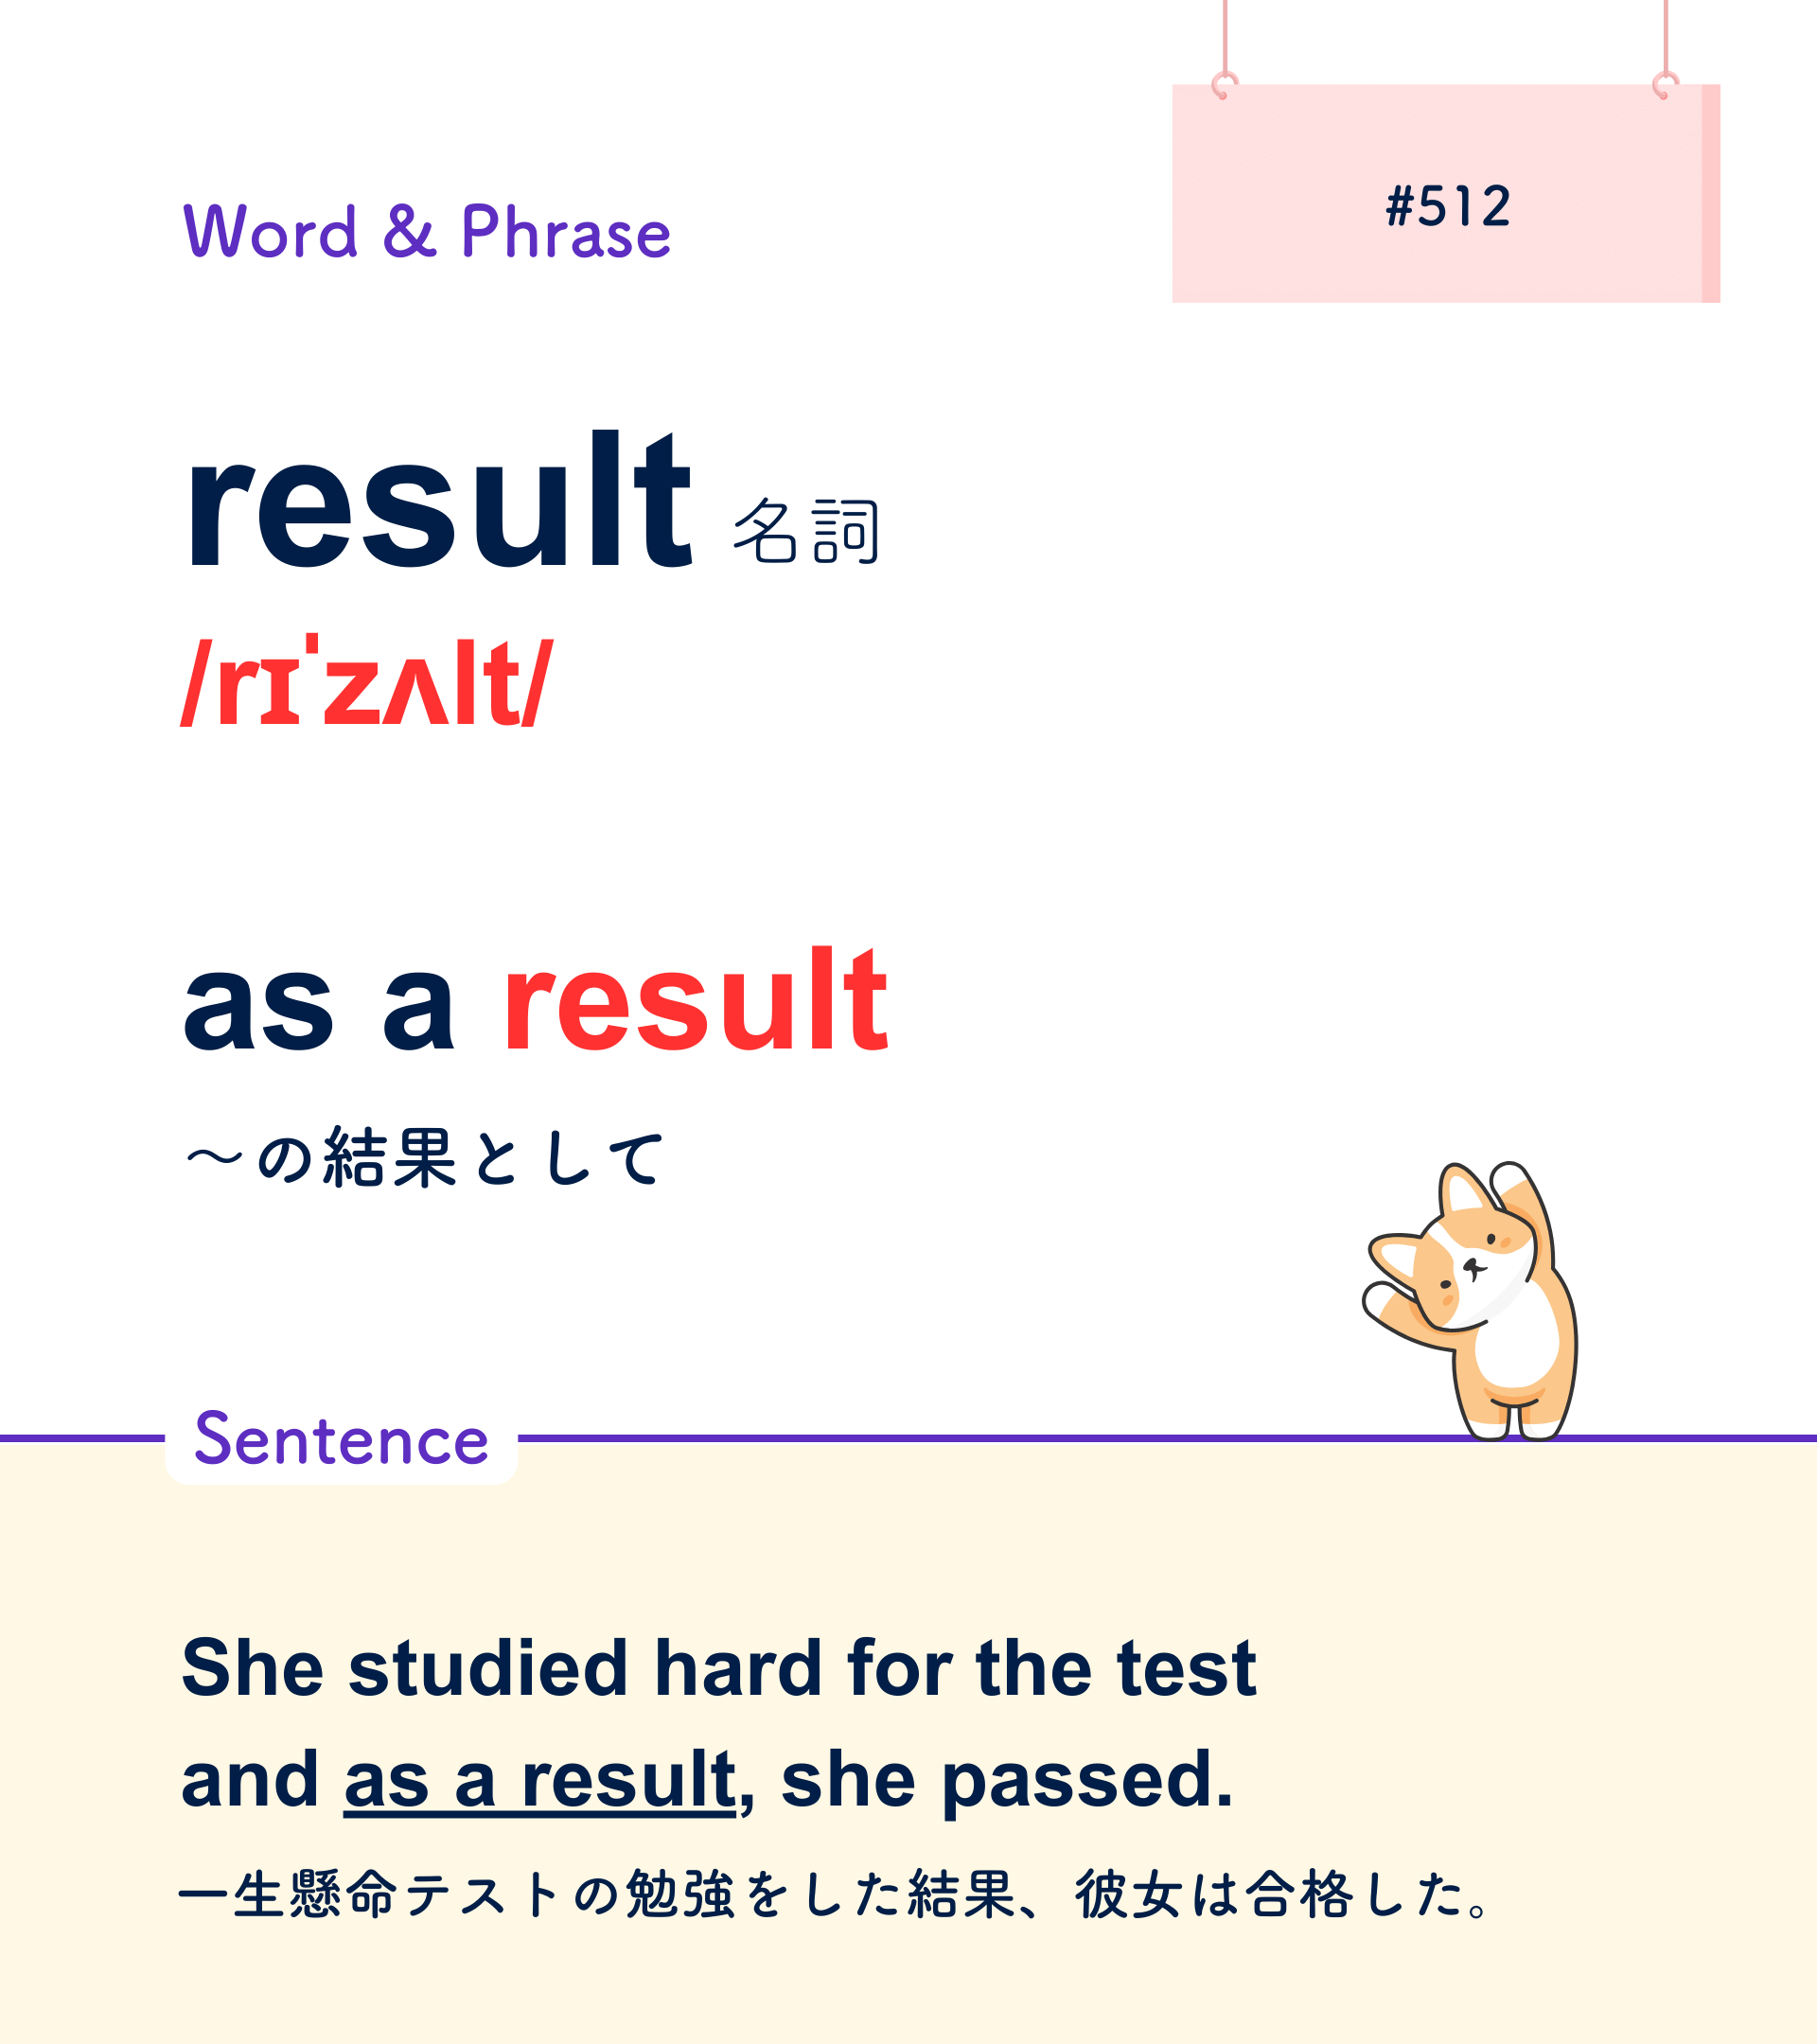 #512
Word & Phrase
result 名詞
/rɪˈzʌlt/
as a result
〜の結果として
Sentence
She studied hard for the test
and as a result, she passed.
一生懸命テストの勉強をした結果、彼女は合格した。